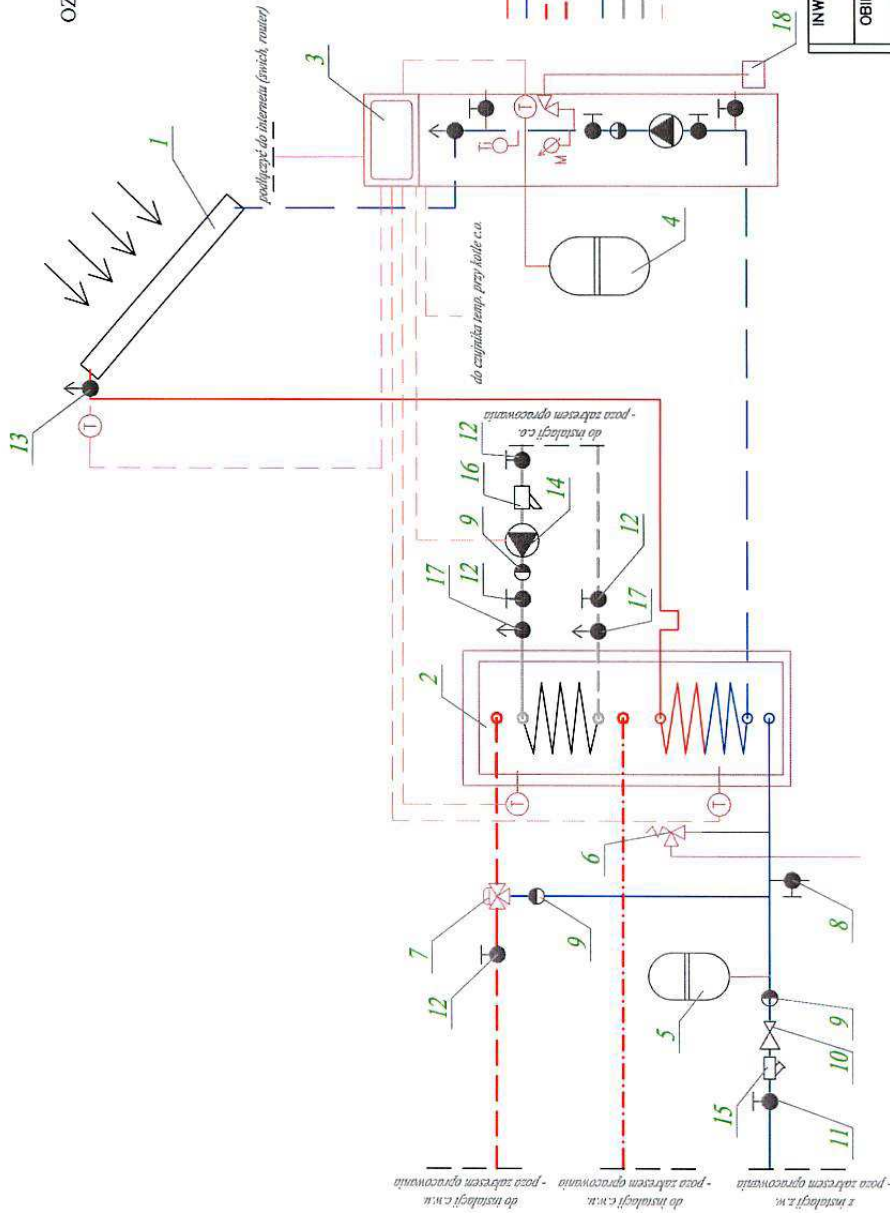 OZ
podłączyć do internetu (swich, router)
1
3
18
13
T
T
M
4
do czujnika temp. przy kotle c.o.
do instalacji c.o.
- poza zakresem opracowania
12
16
14
9
12
17
12
17
2
T
T
6
7
9
8
12
5
9
10
15
11
do instalacji c.w.u.
- poza zakresem opracowania
do instalacji c.w.u.
- poza zakresem opracowania
z instalacji z.w.
- poza zakresem opracowania
INW
OBI